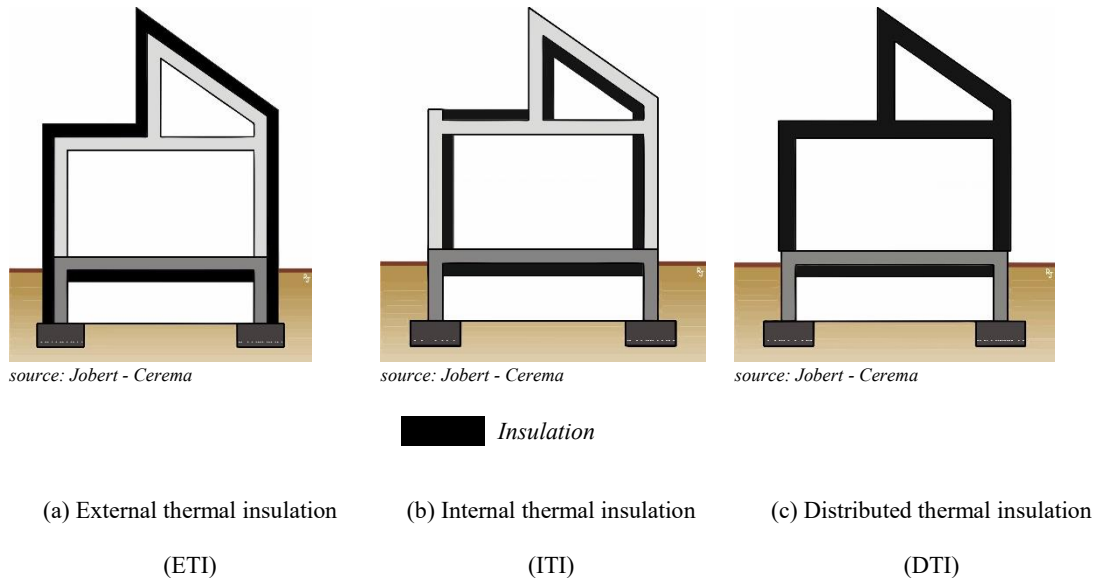 source: Jobert - Cerema
source: Jobert - Cerema
source: Jobert - Cerema
Insulation
(a) External thermal insulation
(ETI)
(b) Internal thermal insulation
(ITI)
(c) Distributed thermal insulation
(DTI)